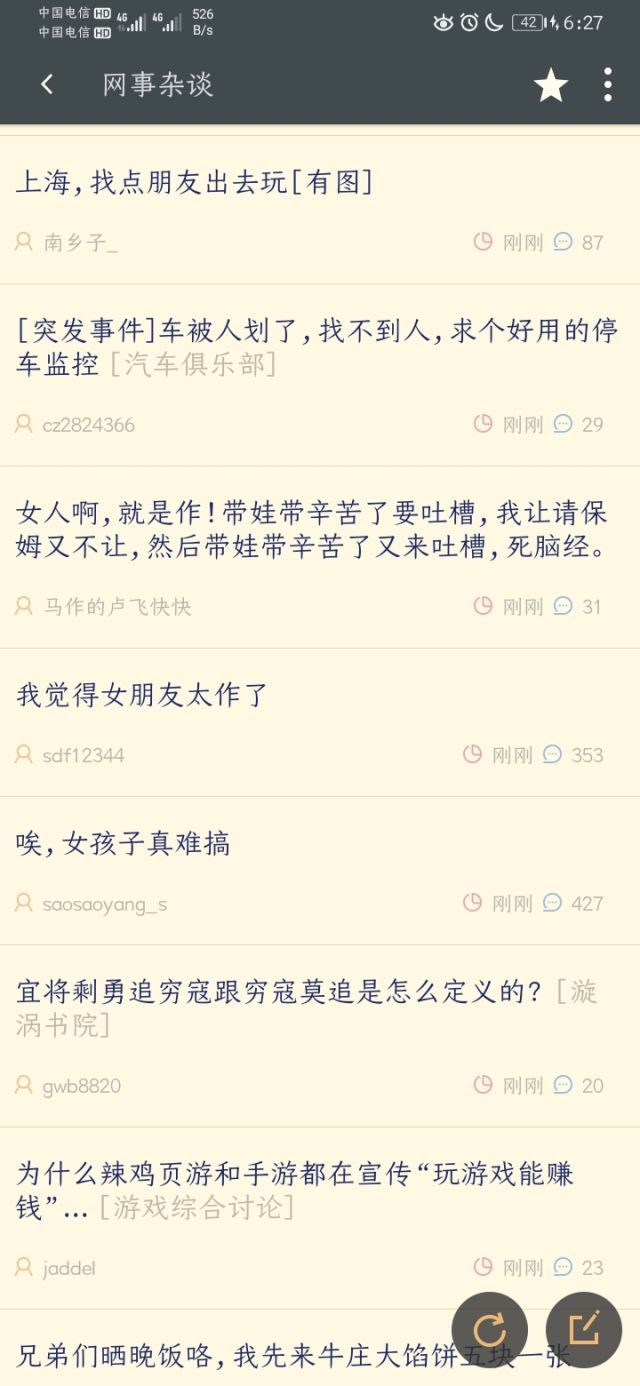 中国电信 HD 4G 4G 526 42 6:27
中国电信 HD B/s
网事杂谈
上海,找点朋友出去玩[有图]
南乡子_ 刚刚 87
[突发事件]车被人划了,找不到人,求个好用的停
车监控 [汽车俱乐部]
cz2824366 刚刚 29
女人啊,就是作!带娃带辛苦了要吐槽,我让请保
姆又不让,然后带娃带辛苦了又来吐槽,死脑经。
马作的卢飞快快 刚刚 31
我觉得女朋友太作了
sdf12344 刚刚 353
唉,女孩子真难搞
saosaoyang_s 刚刚 427
宜将剩勇追穷寇跟穷寇莫追是怎么定义的? [漩
涡书院]
gwb8820 刚刚 20
为什么辣鸡页游和手游都在宣传“玩游戏能赚
钱”... [游戏综合讨论]
jaddel 刚刚 23
兄弟们晒晚饭咯,我先来牛庄大馅饼五块一张